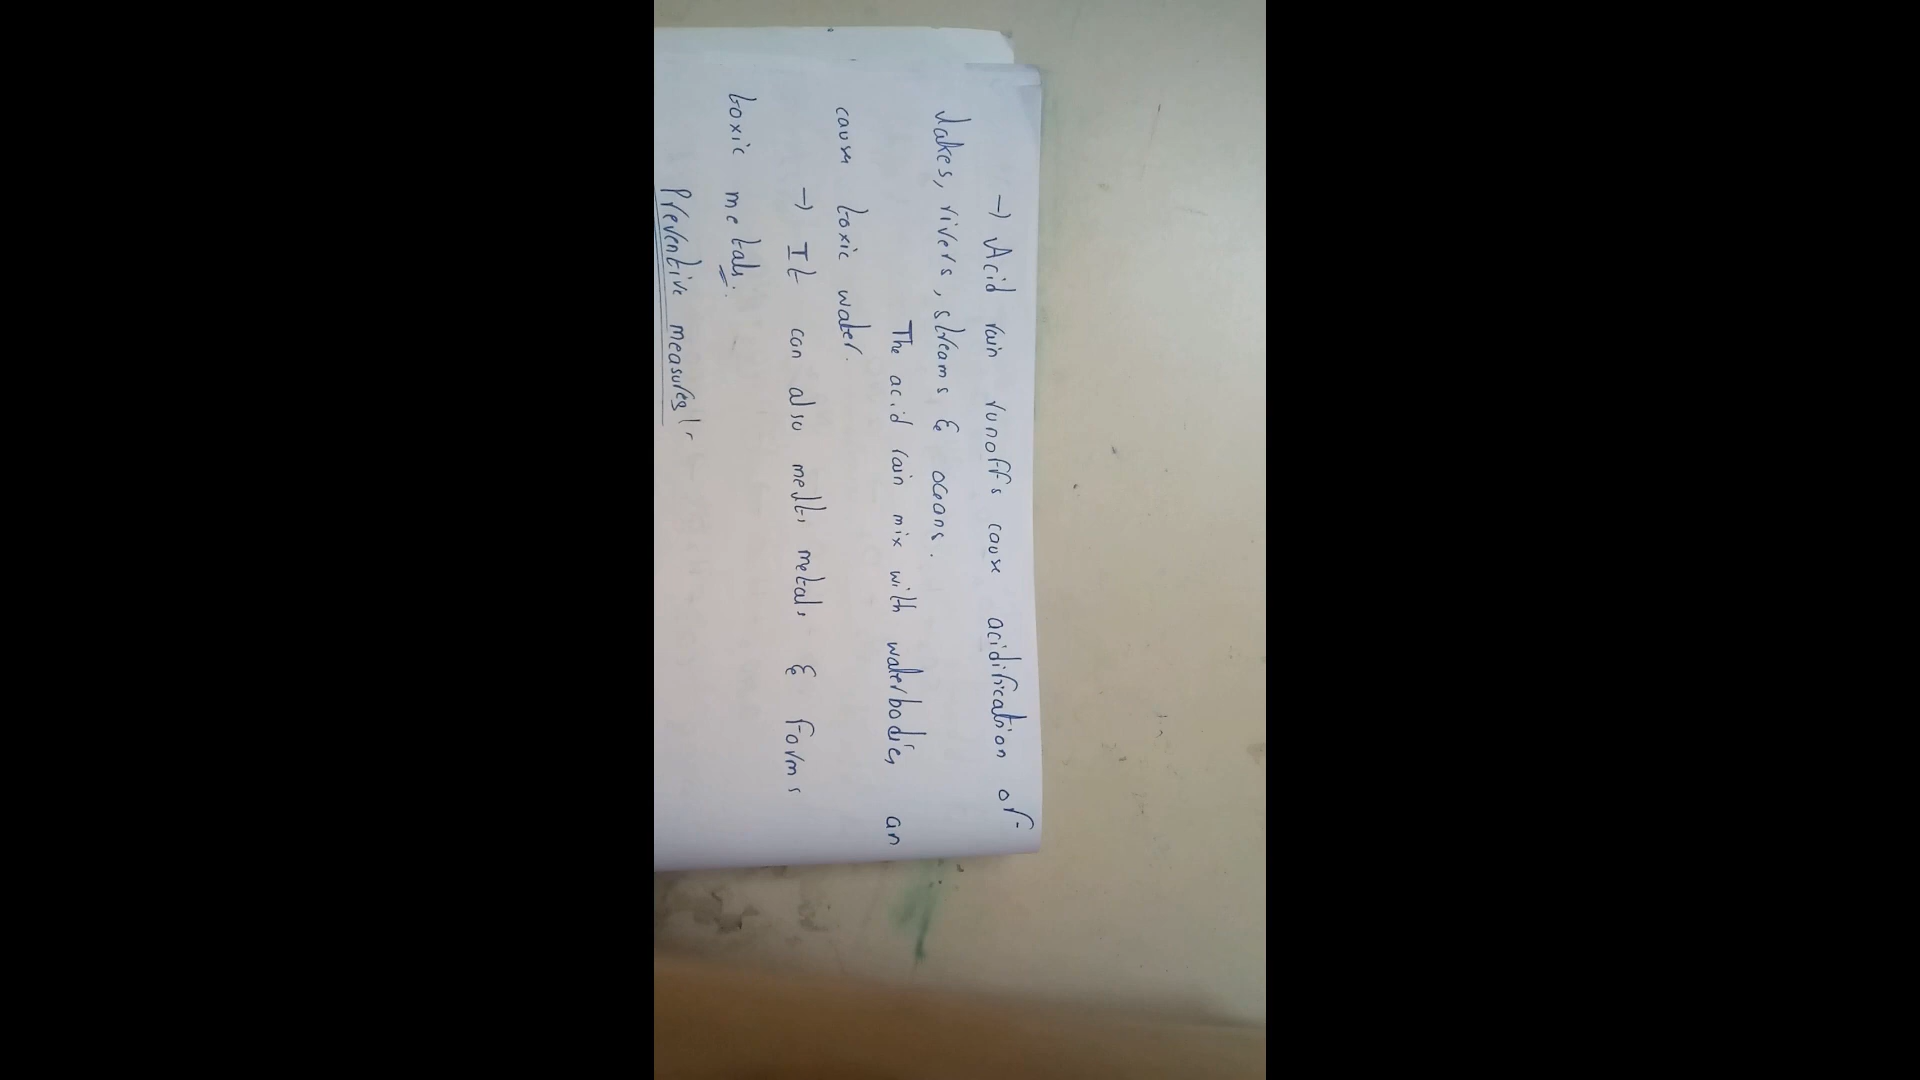 → Acid rain runoffs cause acidification of
lakes, rivers, streams & oceans.
The acid rain mix with waterbodies an
cause toxic water.
→ It can also melts metals & forms
toxic metals.
Preventive measures:-